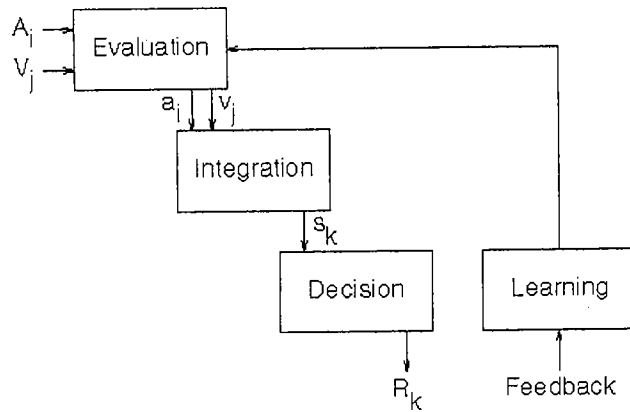 A_i
Evaluation
V_j
a_i v_j
Integration
s_k
Decision
Learning
R_k
Feedback